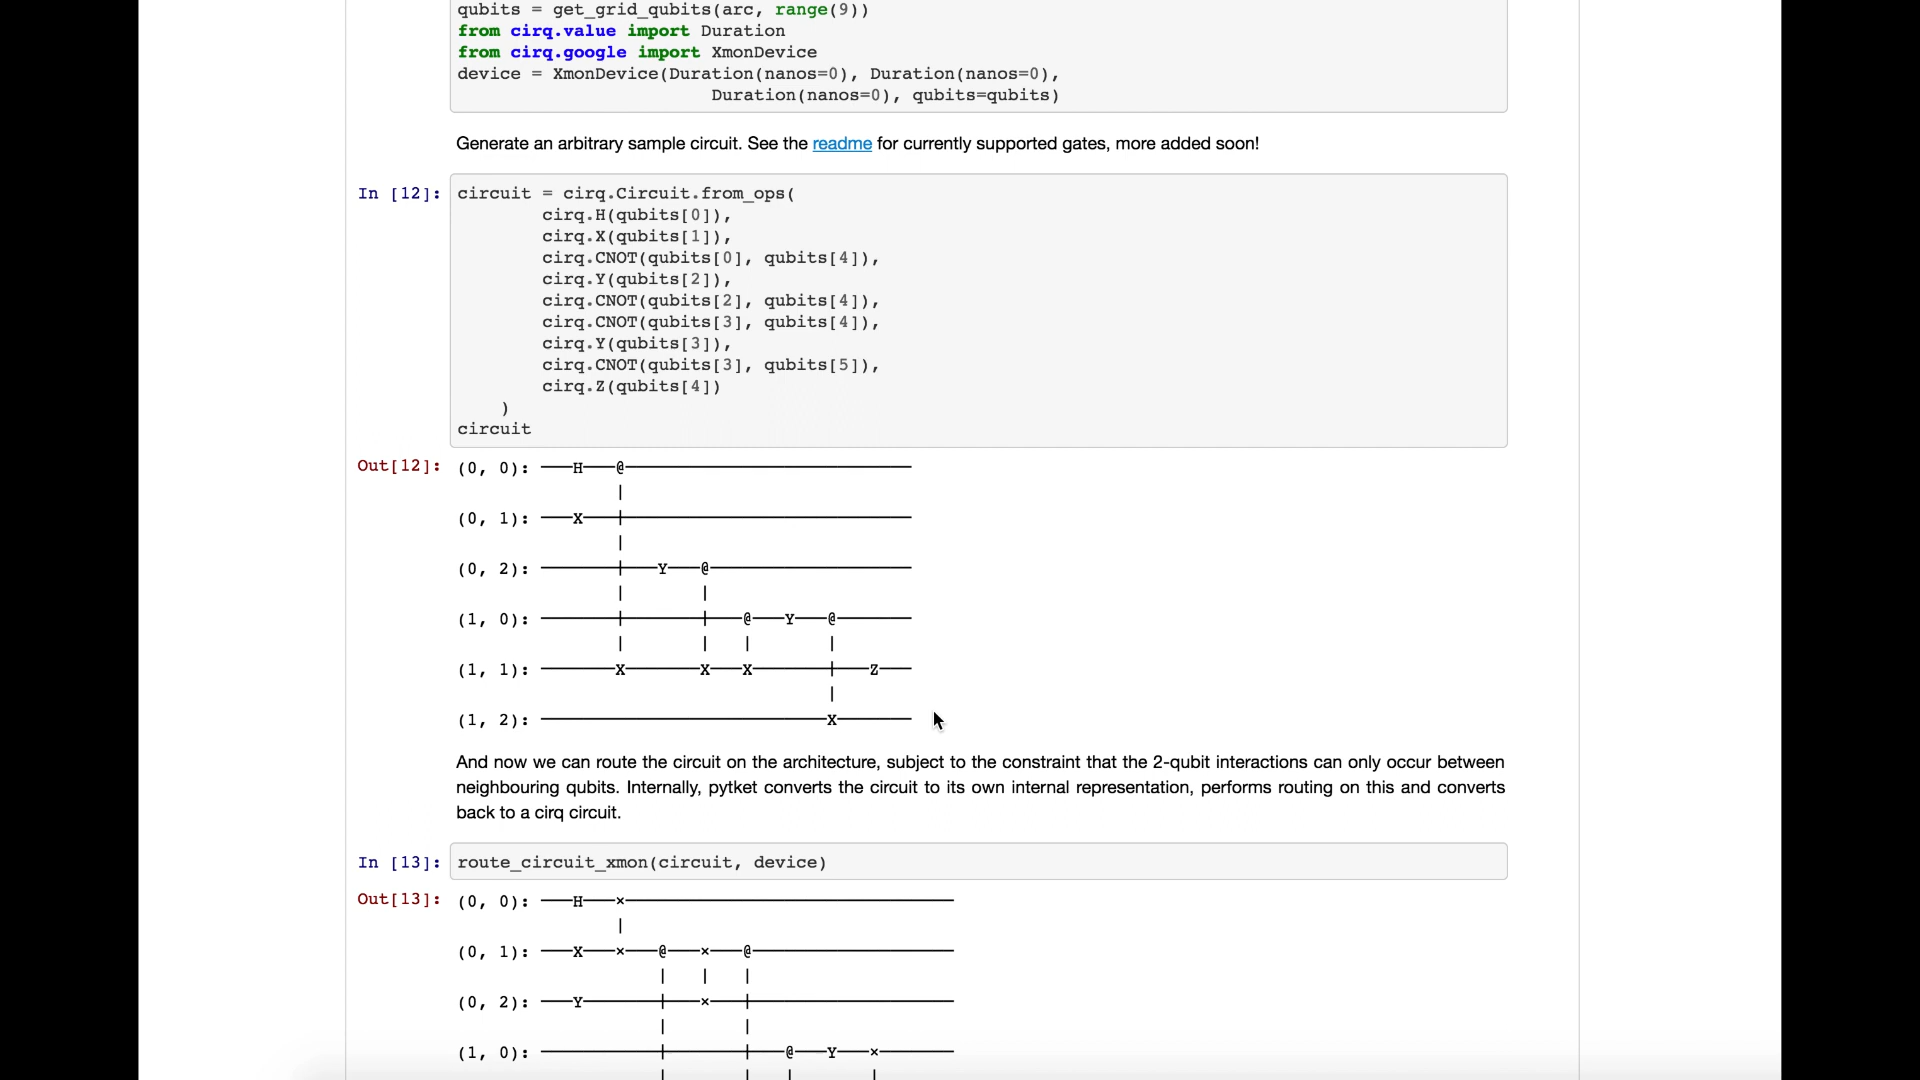 qubits = get_grid_qubits(arc, range(9))
from cirq.value import Duration
from cirq.google import XmonDevice
device = XmonDevice(Duration(nanos=0), Duration(nanos=0),
                        Duration(nanos=0), qubits=qubits)
Generate an arbitrary sample circuit. See the readme for currently supported gates, more added soon!
In [12]: circuit = cirq.Circuit.from_ops(
        cirq.H(qubits[0]),
        cirq.X(qubits[1]),
        cirq.CNOT(qubits[0], qubits[4]),
        cirq.Y(qubits[2]),
        cirq.CNOT(qubits[2], qubits[4]),
        cirq.CNOT(qubits[3], qubits[4]),
        cirq.Y(qubits[3]),
        cirq.CNOT(qubits[3], qubits[5]),
        cirq.Z(qubits[4])
    )
circuit
Out[12]: (0, 0): ───H───@───────────────────────────
                │
(0, 1): ───X───┼───────────────────────────
                │
(0, 2): ───────┼───Y───@───────────────────
                │       │
(1, 0): ───────┼───────┼───@───Y───@───────
                │       │   │       │
(1, 1): ───────X───────X───X───────┼───Z───
                                    │
(1, 2): ───────────────────────────X───────
And now we can route the circuit on the architecture, subject to the constraint that the 2-qubit interactions can only occur between
neighbouring qubits. Internally, pytket converts the circuit to its own internal representation, performs routing on this and converts
back to a cirq circuit.
In [13]: route_circuit_xmon(circuit, device)
Out[13]: (0, 0): ───H───×───────────────────────────────
                │
(0, 1): ───X───×───@───×───@───────────────────
                    │   │   │
(0, 2): ───Y───────┼───×───┼───────────────────
                    │       │
(1, 0): ───────────┼───────┼───@───Y───×───────
                    │       │   │       │